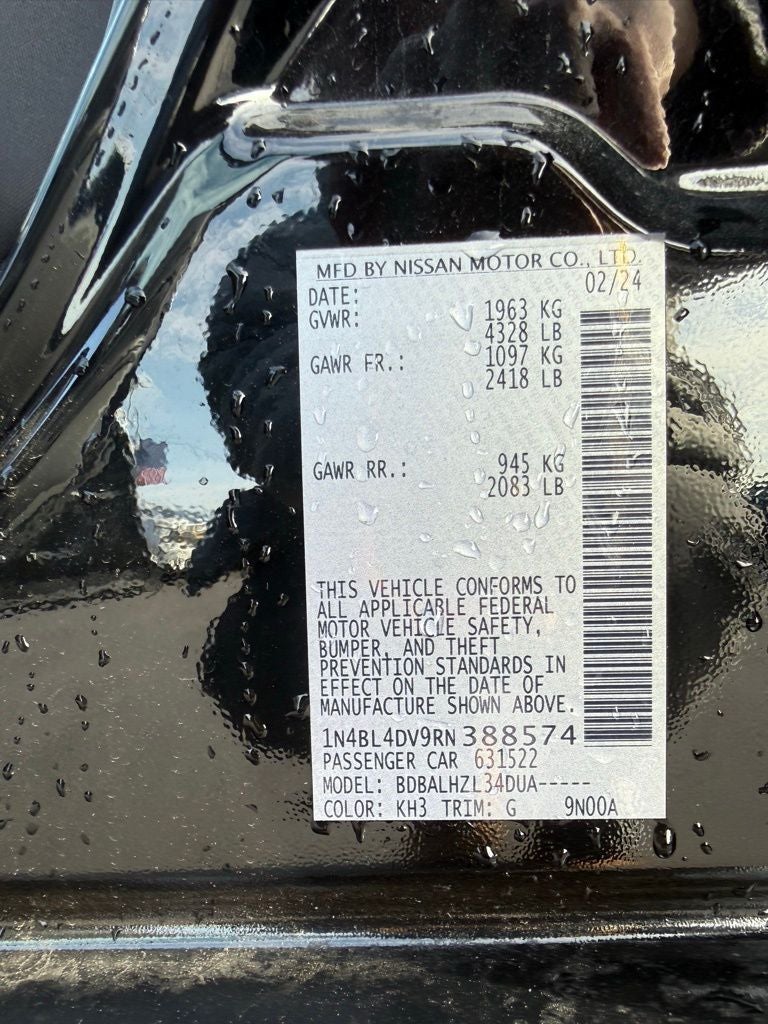 MFD BY NISSAN MOTOR CO., LTD.
DATE: 02/24
GVWR: 1963 KG
4328 LB
GAWR FR.: 1097 KG
2418 LB
GAWR RR.: 945 KG
2083 LB
THIS VEHICLE CONFORMS TO
ALL APPLICABLE FEDERAL
MOTOR VEHICLE SAFETY,
BUMPER, AND THEFT
PREVENTION STANDARDS IN
EFFECT ON THE DATE OF
MANUFACTURE SHOWN ABOVE.
1N4BL4DV9RN388574
PASSENGER CAR 631522
MODEL: BDBALHZL34DUA-----
COLOR: KH3 TRIM: G 9N00A